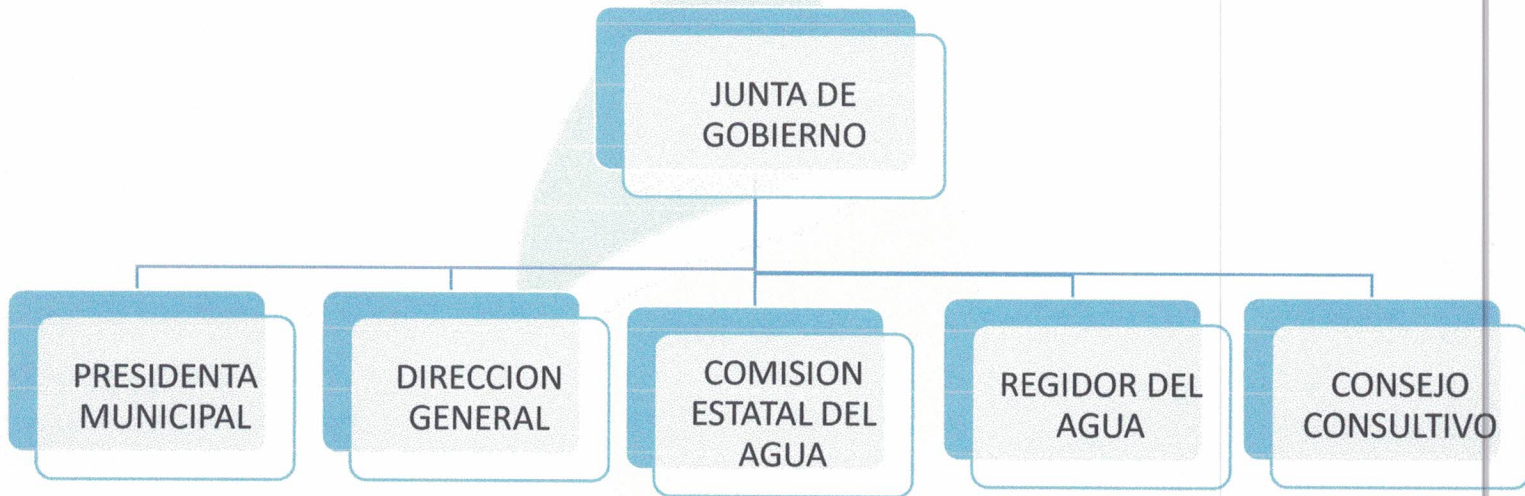 JUNTA DE
GOBIERNO
PRESIDENTA
MUNICIPAL
DIRECCION
GENERAL
COMISION
ESTATAL DEL
AGUA
REGIDOR DEL
AGUA
CONSEJO
CONSULTIVO